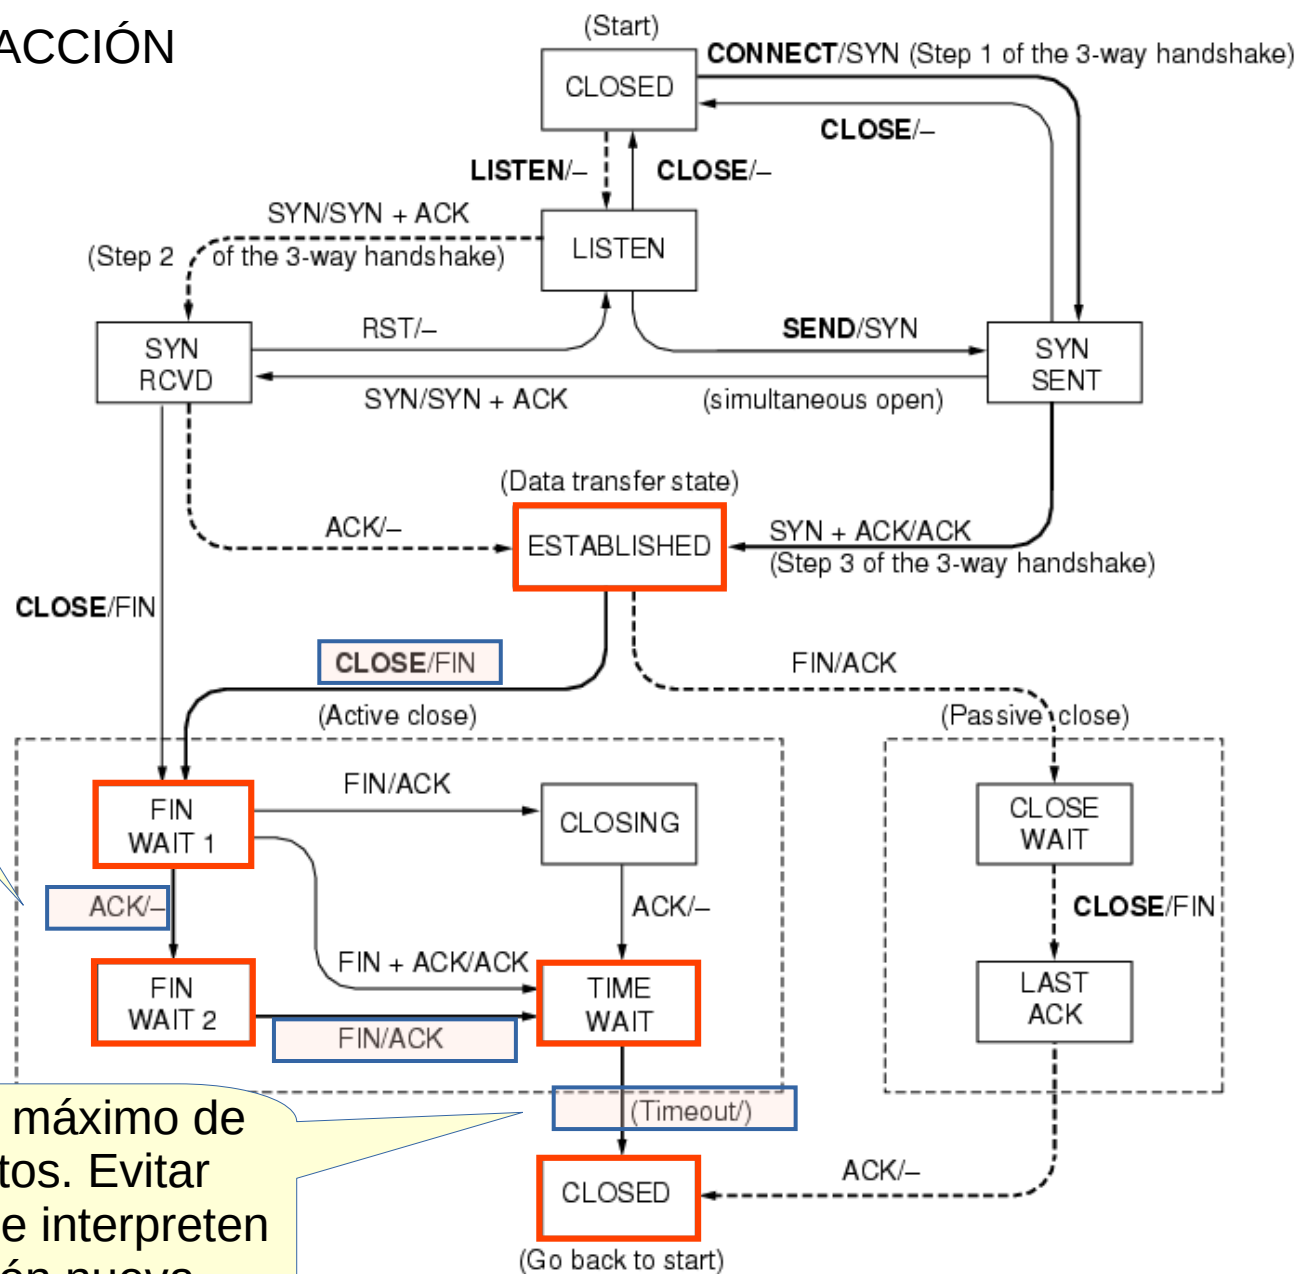 ACCIÓN
(Start)
CLOSED
CONNECT/SYN (Step 1 of the 3-way handshake)
CLOSE/–
LISTEN/–
CLOSE/–
SYN/SYN + ACK
(Step 2 of the 3-way handshake)
LISTEN
RST/–
SEND/SYN
SYN
RCVD
SYN
SENT
SYN/SYN + ACK
(simultaneous open)
(Data transfer state)
ACK/–
ESTABLISHED
SYN + ACK/ACK
(Step 3 of the 3-way handshake)
CLOSE/FIN
CLOSE/FIN
FIN/ACK
(Active close)
(Passive close)
FIN
WAIT 1
FIN/ACK
CLOSING
CLOSE
WAIT
ACK/–
ACK/–
CLOSE/FIN
FIN + ACK/ACK
FIN
WAIT 2
TIME
WAIT
LAST
ACK
FIN/ACK
(Timeout/)
máximo de
tos. Evitar
e interpreten
ón nueva
ACK/–
CLOSED
(Go back to start)